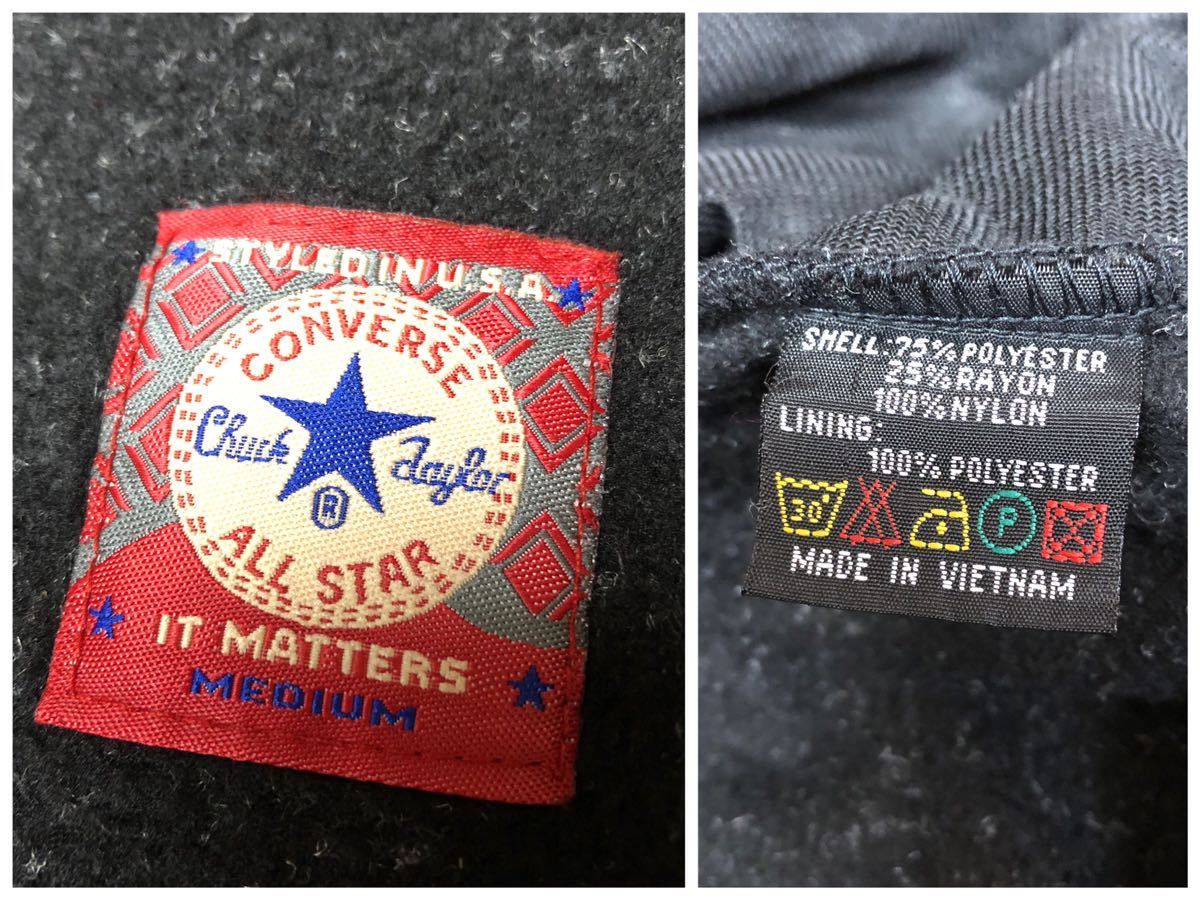 STYLED IN U.S.A.
CONVERSE
Chuck Taylor
®
ALL STAR
IT MATTERS
MEDIUM
SHELL: 75% POLYESTER
25% RAYON
100% NYLON
LINING:
100% POLYESTER
30
P
MADE IN VIETNAM